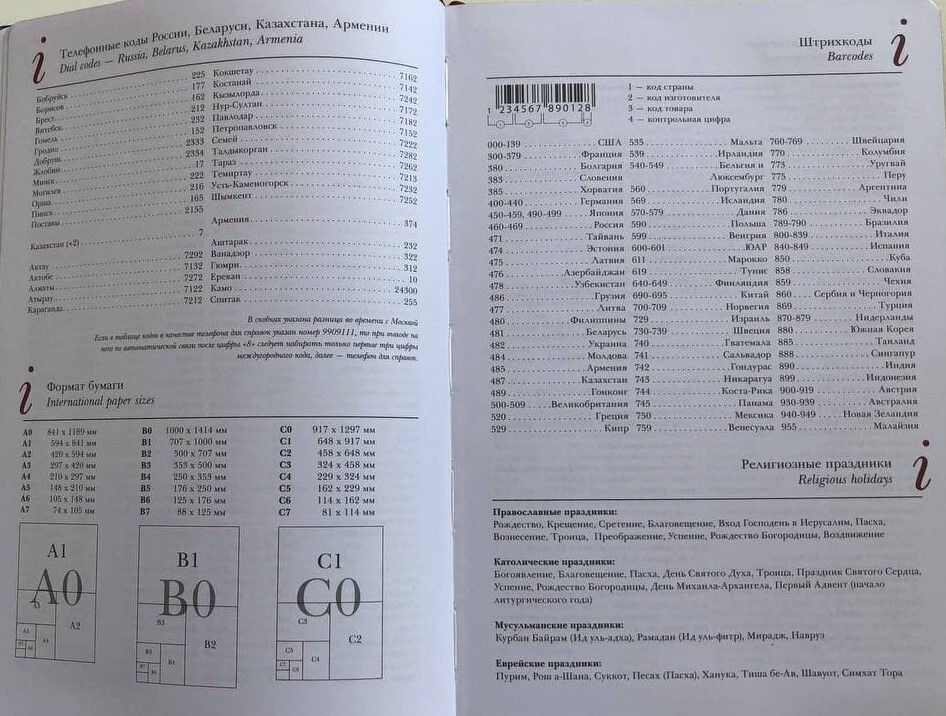 Телефонные коды России, Беларуси, Казахстана, Армении
Dial codes — Russia, Belarus, Kazakhstan, Armenia
Бобруйск 225
Борисов 177
Брест 162
Витебск 212
Гомель 232
Гродно 152
Добруш 2333
Жлобин 2334
Минск 17
Могилев 222
Орша 216
Пинск 165
Поставы 2155
Казахстан (+2) 7
Актау 7292
Актобе 7132
Алматы 7272
Атырау 7122
Караганда 7212
Кокшетау 7162
Костанай 7142
Кызылорда 7242
Нур-Султан 7172
Павлодар 7182
Петропавловск 7152
Семей 7222
Талдыкорган 7282
Тараз 7262
Темиртау 7213
Усть-Каменогорск 7232
Шымкент 7252
Армения 374
Аштарак 232
Ванадзор 322
Гюмри 312
Ереван 10
Камо 24300
Спитак 255
В скобках указана разница во времени с Москвой
Если в таблице кодов в качестве телефона для справок указан номер 9909111, то при выходе на
него по автоматической связи после цифры «8» следует набирать только первые три цифры
междугородного кода, далее — телефон для справок.
Формат бумаги
International paper sizes
A0 841 x 1189 мм
A1 594 x 841 мм
A2 420 x 594 мм
A3 297 x 420 мм
A4 210 x 297 мм
A5 148 x 210 мм
A6 105 x 148 мм
A7 74 x 105 мм
B0 1000 x 1414 мм
B1 707 x 1000 мм
B2 500 x 707 мм
B3 353 x 500 мм
B4 250 x 353 мм
B5 176 x 250 мм
B6 125 x 176 мм
B7 88 x 125 мм
C0 917 x 1297 мм
C1 648 x 917 мм
C2 458 x 648 мм
C3 324 x 458 мм
C4 229 x 324 мм
C5 162 x 229 мм
C6 114 x 162 мм
C7 81 x 114 мм
A1
A0
A3
A2
A4
B1
B0
B3
B2
B4
B5
C1
C0
C3
C2
C4
C5
C6
Штрихкоды
Barcodes
1 234567 890128
1 2 3 4
1 — код страны
2 — код изготовителя
3 — код товара
4 — контрольная цифра
000-139 США
300-379 Франция
380 Болгария
383 Словения
385 Хорватия
400-440 Германия
450-459, 490-499 Япония
460-469 Россия
471 Тайвань
474 Эстония
475 Латвия
476 Азербайджан
478 Узбекистан
486 Грузия
477 Литва
480 Филиппины
481 Беларусь
482 Украина
484 Молдова
485 Армения
487 Казахстан
489 Гонконг
500-509 Великобритания
520 Греция
529 Кипр
535 Мальта
539 Ирландия
540-549 Бельгия и
Люксембург
560 Португалия
569 Исландия
570-579 Дания
590 Польша
599 Венгрия
600-601 ЮАР
611 Марокко
619 Тунис
640-649 Финляндия
690-695 Китай
700-709 Норвегия
729 Израиль
730-739 Швеция
740 Гватемала
741 Сальвадор
742 Гондурас
743 Никарагуа
744 Коста-Рика
745 Панама
750 Мексика
759 Венесуэла
760-769 Швейцария
770 Колумбия
773 Уругвай
775 Перу
779 Аргентина
780 Чили
786 Эквадор
789-790 Бразилия
800-839 Италия
840-849 Испания
850 Куба
858 Словакия
859 Чехия
860 Сербия и Черногория
869 Турция
870-879 Нидерланды
880 Южная Корея
885 Таиланд
888 Сингапур
890 Индия
899 Индонезия
900-919 Австрия
930-939 Австралия
940-949 Новая Зеландия
955 Малайзия
Религиозные праздники
Religious holidays
Православные праздники:
Рождество, Крещение, Сретение, Благовещение, Вход Господень в Иерусалим, Пасха,
Вознесение, Троица, Преображение, Успение, Рождество Богородицы, Воздвижение
Католические праздники:
Богоявление, Благовещение, Пасха, День Святого Духа, Троица, Праздник Святого Сердца,
Успение, Рождество Богородицы, День Михаила-Архангела, Первый Адвент (начало
литургического года)
Мусульманские праздники:
Курбан Байрам (Ид уль-адха), Рамадан (Ид уль-фитр), Мирадж, Навруз
Еврейские праздники:
Пурим, Рош а-Шана, Суккот, Песах (Пасха), Ханука, Тиша бе-Ав, Шавуот, Симхат Тора